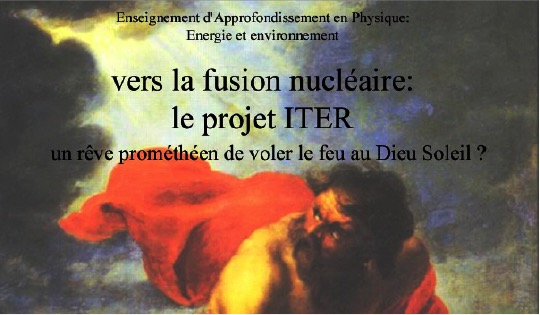 Enseignement d'Approfondissement en Physique:
Energie et environnement
vers la fusion nucléaire:
le projet ITER
un rêve prométhéen de voler le feu au Dieu Soleil ?